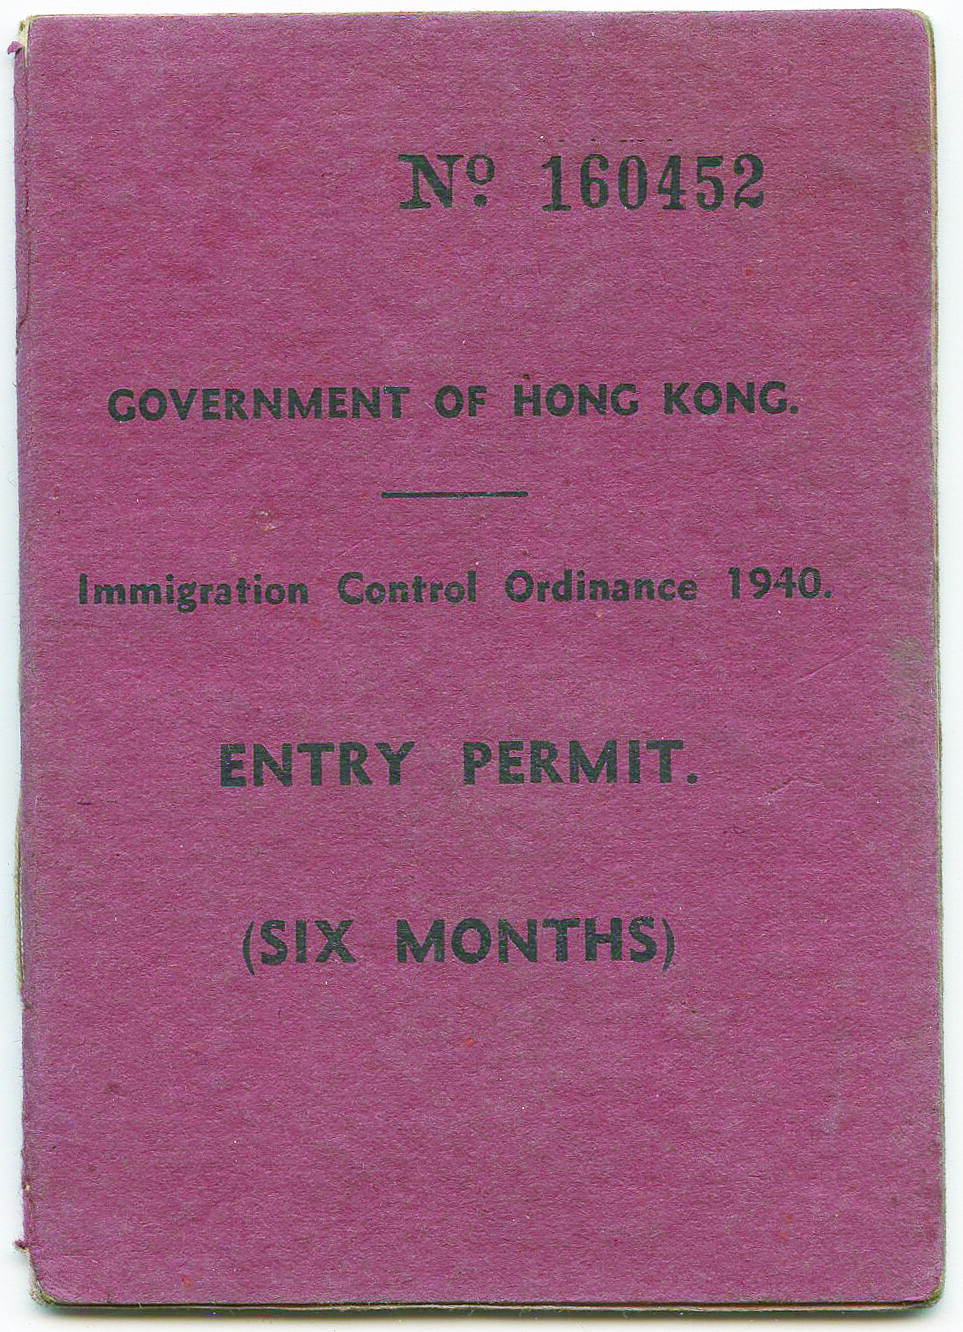 Nº 160452
GOVERNMENT OF HONG KONG.
Immigration Control Ordinance 1940.
ENTRY PERMIT.
(SIX MONTHS)